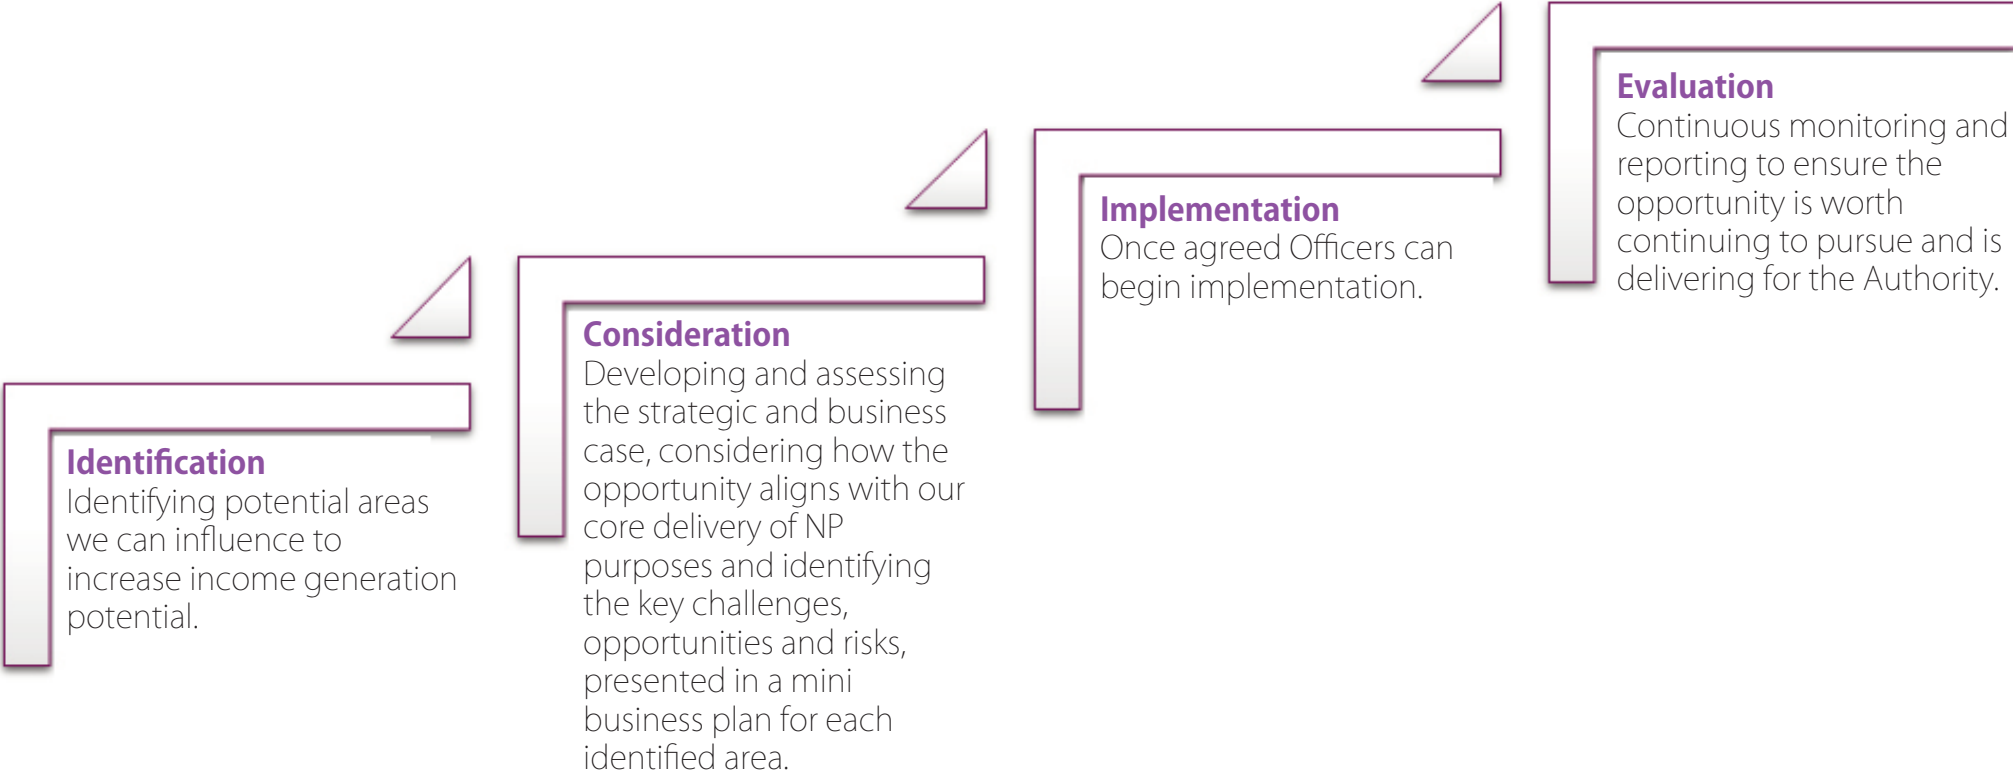 Identification
Identifying potential areas
we can influence to
increase income generation
potential.
Consideration
Developing and assessing
the strategic and business
case, considering how the
opportunity aligns with our
core delivery of NP
purposes and identifying
the key challenges,
opportunities and risks,
presented in a mini
business plan for each
identified area.
Implementation
Once agreed Officers can
begin implementation.
Evaluation
Continuous monitoring and
reporting to ensure the
opportunity is worth
continuing to pursue and is
delivering for the Authority.